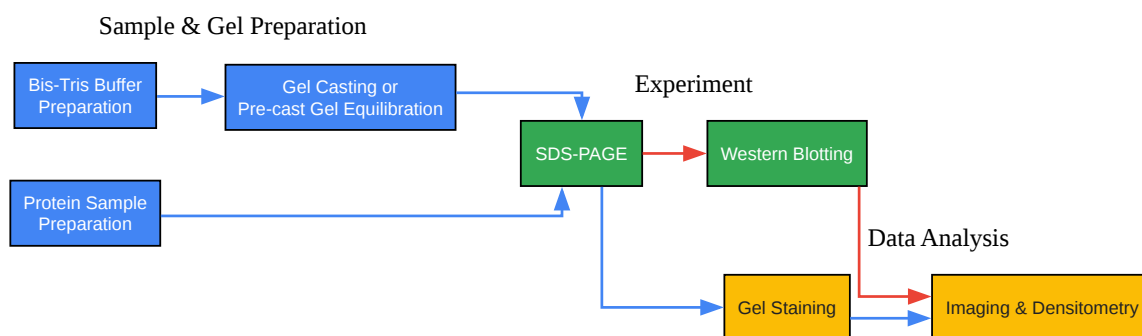 Sample & Gel Preparation
Bis-Tris Buffer
Preparation
Gel Casting or
Pre-cast Gel Equilibration
Experiment
SDS-PAGE
Western Blotting
Protein Sample
Preparation
Data Analysis
Gel Staining
Imaging & Densitometry